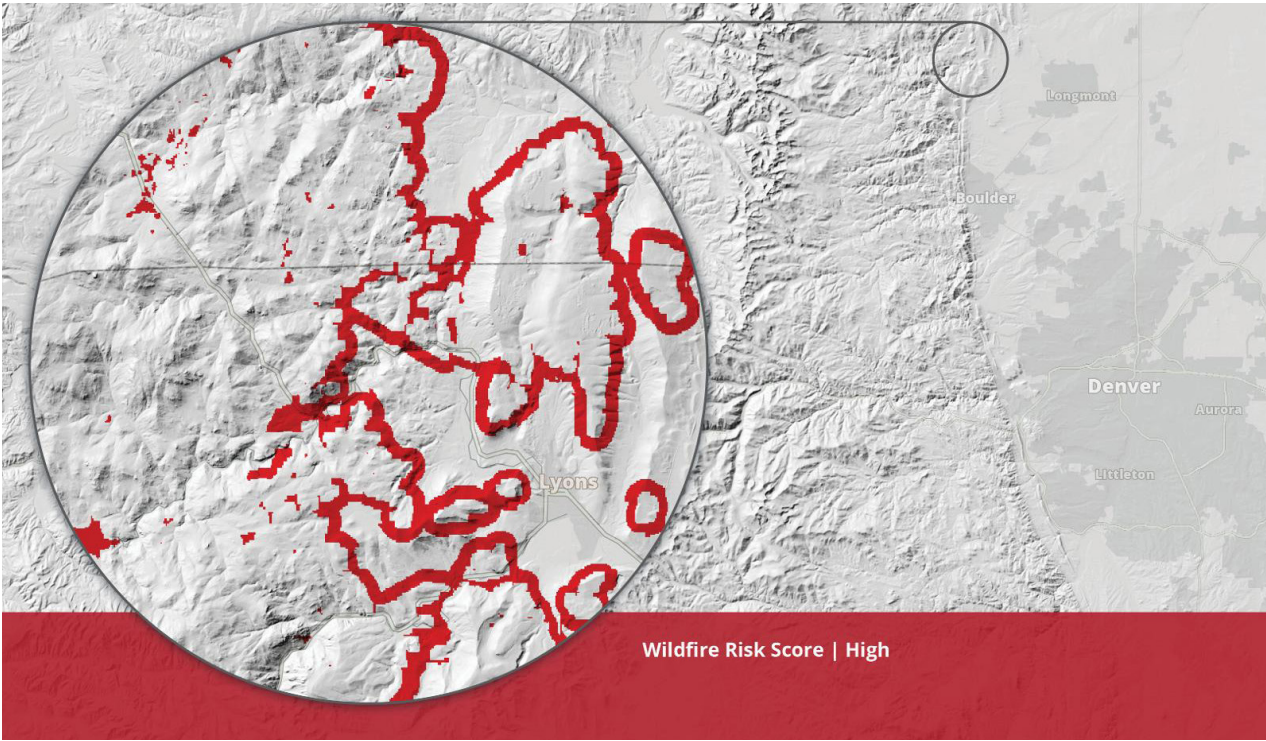 Longmont
Boulder
Denver
Aurora
Littleton
Lyons
Wildfire Risk Score | High